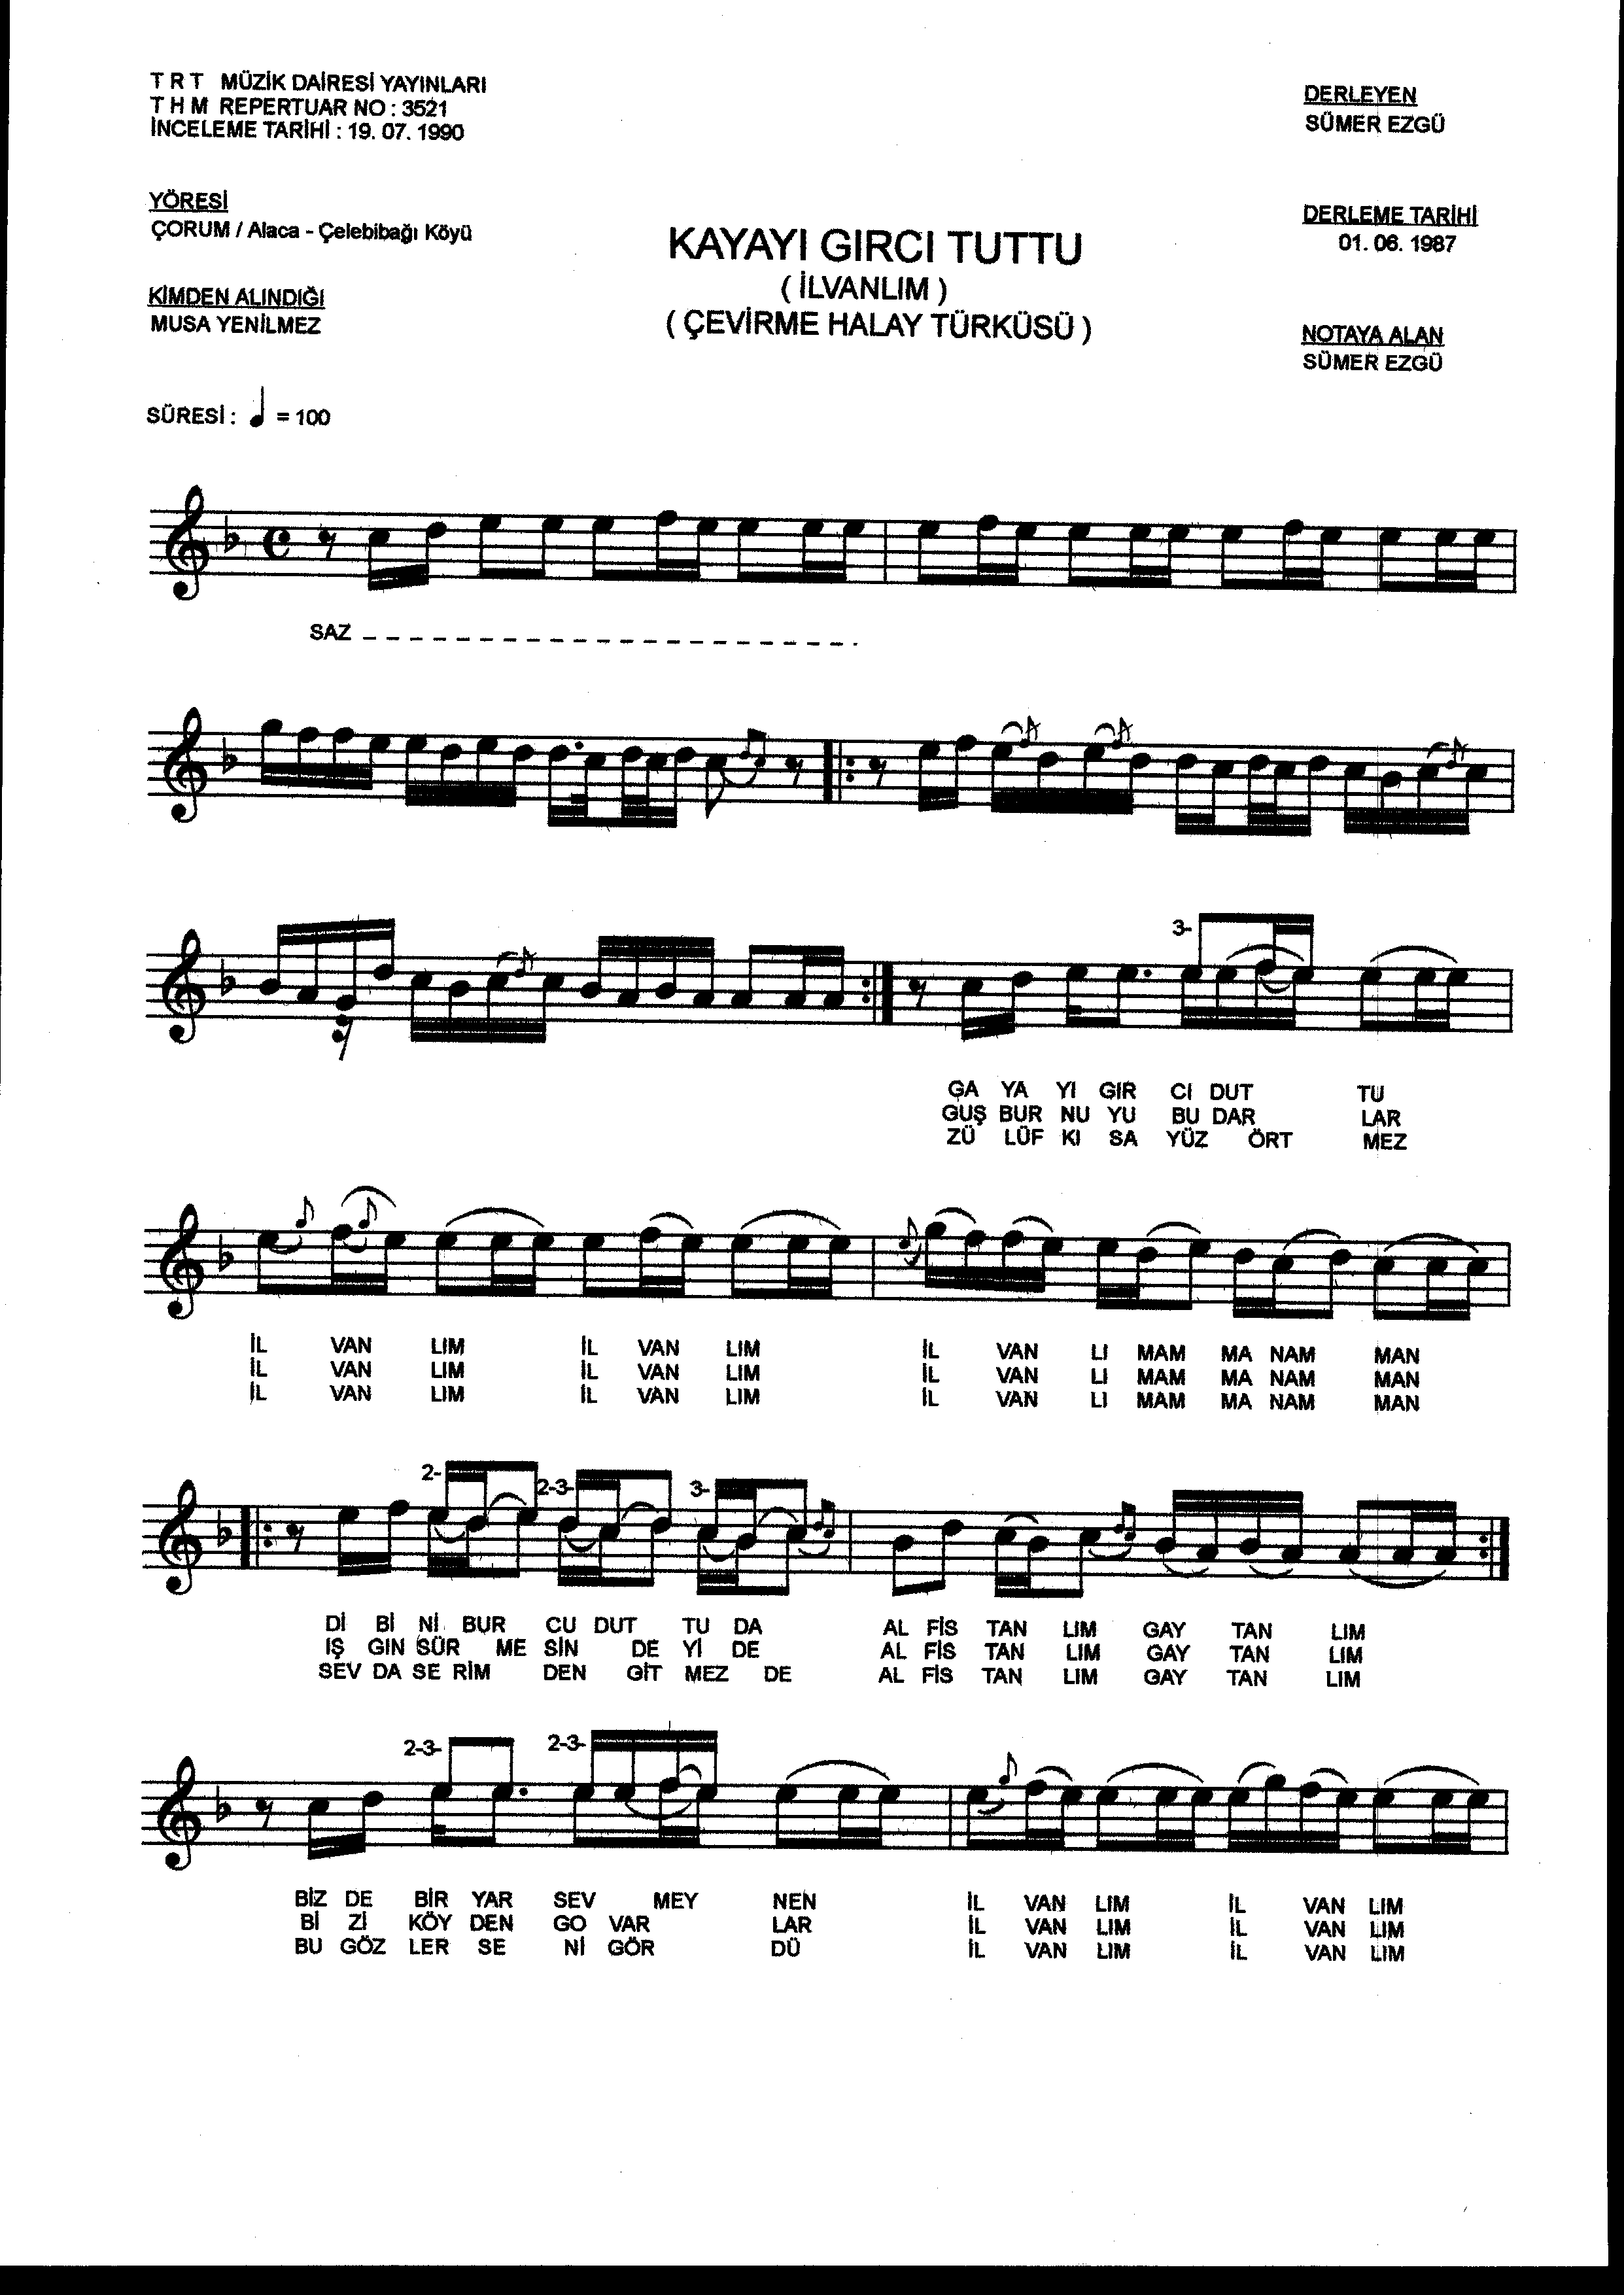 T R T MÜZİK DAİRESİ YAYINLARI
T H M REPERTUAR NO : 3521
İNCELEME TARİHİ : 19. 07. 1990
DERLEYEN
SÜMER EZGÜ
YÖRESİ
ÇORUM / Alaca - Çelebibağı Köyü
DERLEME TARİHİ
01. 06. 1987
KAYAYI GIRCI TUTTU
( İLVANLIM )
( ÇEVİRME HALAY TÜRKÜSÜ )
KİMDEN ALINDIĞI
MUSA YENİLMEZ
NOTAYA ALAN
SÜMER EZGÜ
SÜRESİ : ♩ = 100
SAZ _ _ _ _ _ _ _ _ _ _ _ _ _ _ _ _ _ _ _ _ _
3-
GA YA YI GIR CI DUT TU
GUŞ BUR NU YU BU DAR LAR
ZÜ LÜF KI SA YÜZ ÖRT MEZ
İL VAN LIM İL VAN LIM İL VAN LI MAM MA NAM MAN
İL VAN LIM İL VAN LIM İL VAN LI MAM MA NAM MAN
İL VAN LIM İL VAN LIM İL VAN LI MAM MA NAM MAN
2- 2-3- 3-
Dİ Bİ Nİ BUR CU DUT TU DA AL FİS TAN LIM GAY TAN LIM
IŞ GIN SÜR ME SİN DE Yİ DE AL FİS TAN LIM GAY TAN LIM
SEV DA SE RİM DEN GİT MEZ DE AL FİS TAN LIM GAY TAN LIM
2-3- 2-3-
BİZ DE BİR YAR SEV MEY NEN İL VAN LIM İL VAN LIM
Bİ Zİ KÖY DEN GO VAR LAR İL VAN LIM İL VAN LIM
BU GÖZ LER SE Nİ GÖR DÜ İL VAN LIM İL VAN LIM